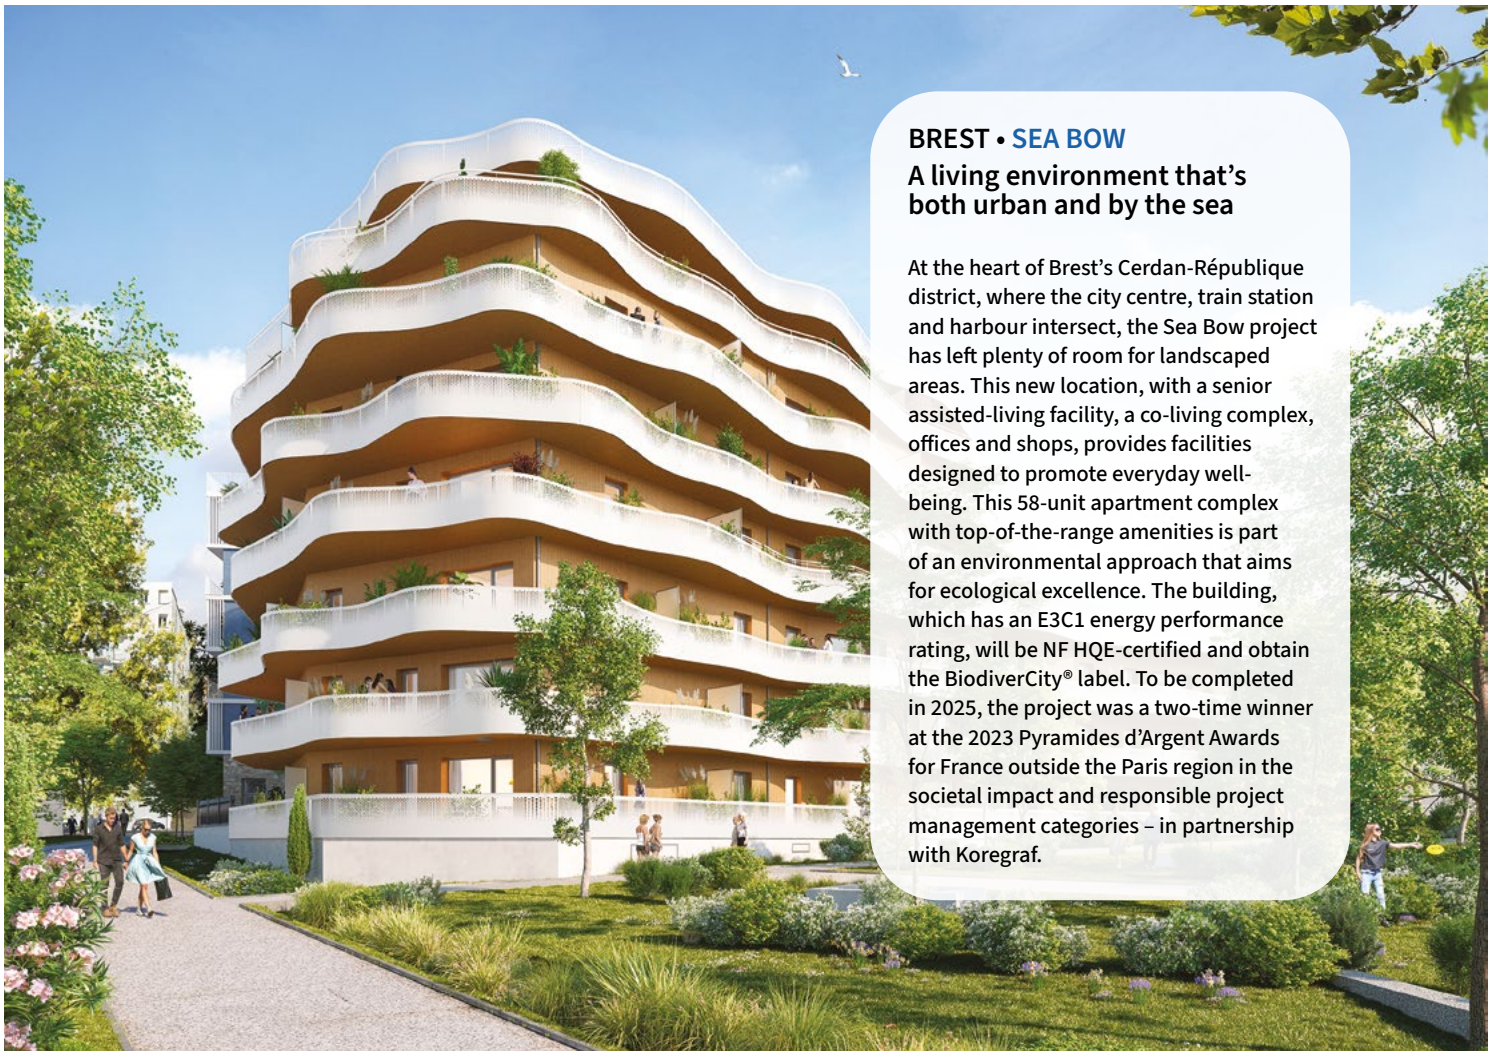 BREST • SEA BOW
A living environment that’s
both urban and by the sea
At the heart of Brest’s Cerdan-République
district, where the city centre, train station
and harbour intersect, the Sea Bow project
has left plenty of room for landscaped
areas. This new location, with a senior
assisted-living facility, a co-living complex,
offices and shops, provides facilities
designed to promote everyday well-
being. This 58-unit apartment complex
with top-of-the-range amenities is part
of an environmental approach that aims
for ecological excellence. The building,
which has an E3C1 energy performance
rating, will be NF HQE-certified and obtain
the BiodiverCity® label. To be completed
in 2025, the project was a two-time winner
at the 2023 Pyramides d’Argent Awards
for France outside the Paris region in the
societal impact and responsible project
management categories – in partnership
with Koregraf.